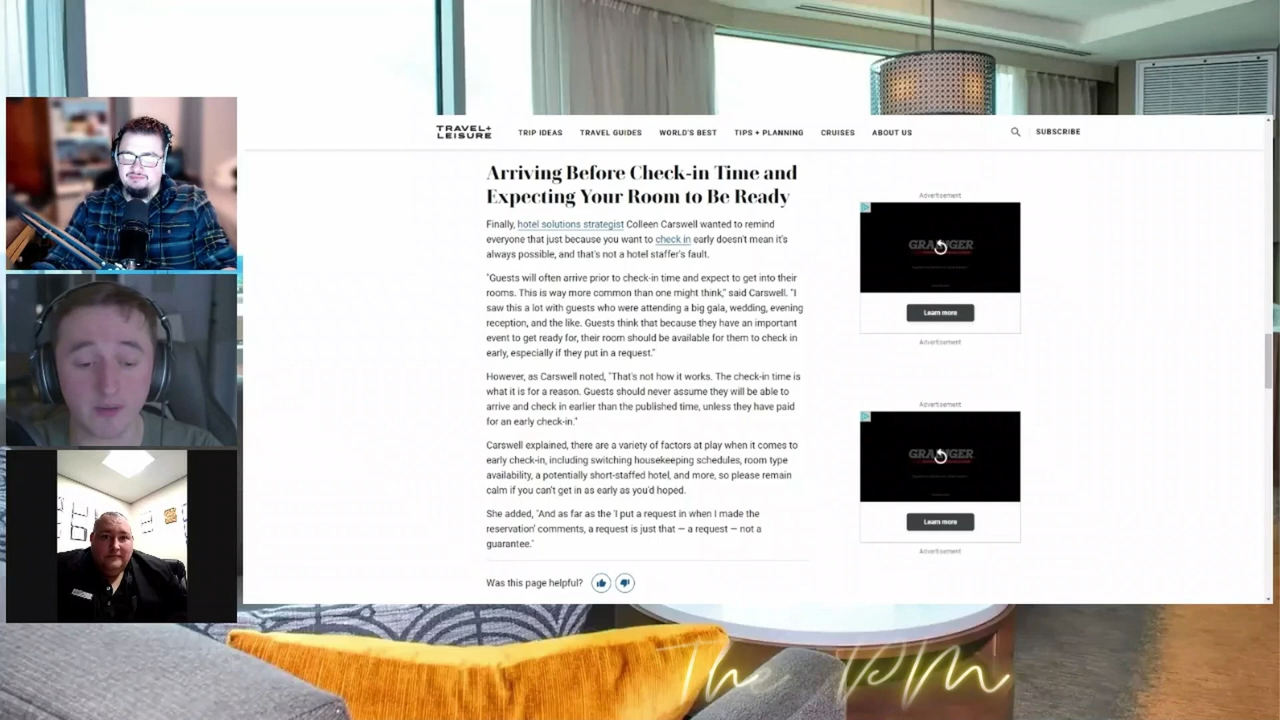 TRAVEL+
LEISURE
TRIP IDEAS
TRAVEL GUIDES
WORLD'S BEST
TIPS + PLANNING
CRUISES
ABOUT US
SUBSCRIBE
Arriving Before Check-in Time and
Expecting Your Room to Be Ready
Finally, hotel solutions strategist Colleen Carswell wanted to remind
everyone that just because you want to check in early doesn't mean it's
always possible, and that's not a hotel staffer's fault.
"Guests will often arrive prior to check-in time and expect to get into their
rooms. This is way more common than one might think," said Carswell. "I
saw this a lot with guests who were attending a big gala, wedding, evening
reception, and the like. Guests think that because they have an important
event to get ready for, their room should be available for them to check in
early, especially if they put in a request."
However, as Carswell noted, "That's not how it works. The check-in time is
what it is for a reason. Guests should never assume they will be able to
arrive and check in earlier than the published time, unless they have paid
for an early check-in."
Carswell explained, there are a variety of factors at play when it comes to
early check-in, including switching housekeeping schedules, room type
availability, a potentially short-staffed hotel, and more, so please remain
calm if you can't get in as early as you'd hoped.
She added, "And as far as the 'I put a request in when I made the
reservation' comments, a request is just that — a request — not a
guarantee."
Was this page helpful?
Advertisement
GRAINGER
Learn more
Advertisement
Advertisement
GRAINGER
Learn more
Advertisement
The